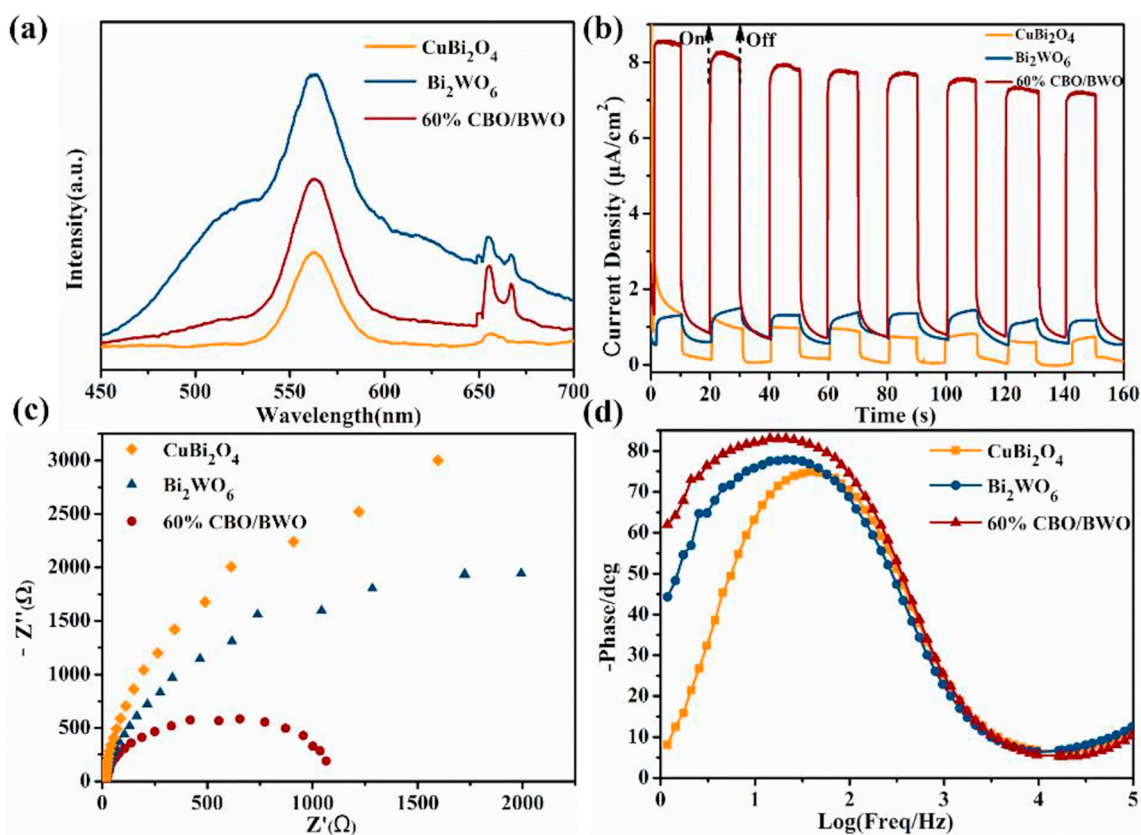 (a)
CuBi₂O₄
Bi₂WO₆
60% CBO/BWO
Intensity(a.u.)
450 500 550 600 650 700
Wavelength(nm)
(b)
On Off
CuBi₂O₄
Bi₂WO₆
60% CBO/BWO
Current Density (μA/cm²)
8
6
4
2
0
0 20 40 60 80 100 120 140 160
Time (s)
(c)
CuBi₂O₄
Bi₂WO₆
60% CBO/BWO
- Z''(Ω)
3000
2500
2000
1500
1000
500
0
0 500 1000 1500 2000
Z'(Ω)
(d)
CuBi₂O₄
Bi₂WO₆
60% CBO/BWO
-Phase/deg
80
70
60
50
40
30
20
10
0
0 1 2 3 4 5
Log(Freq/Hz)